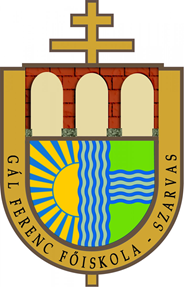 GÁL FERENC FŐISKOLA - SZARVAS